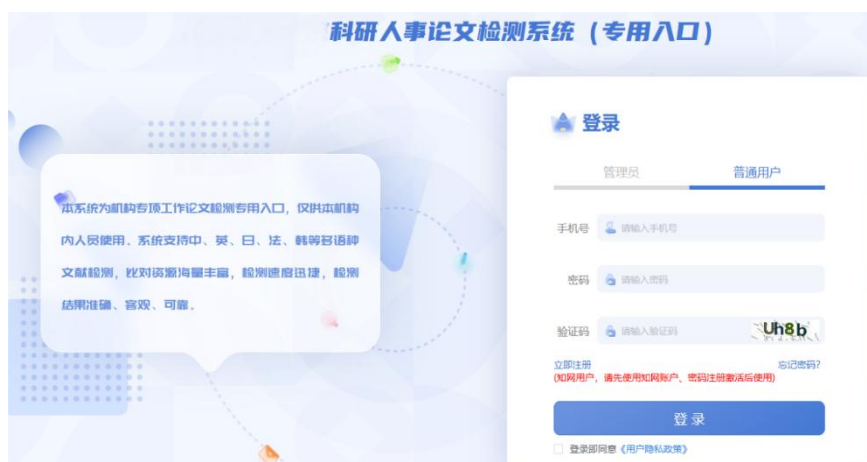 科研人事论文检测系统（专用入口）
登录
管理员 普通用户
本系统为机构专项工作论文检测专用入口，仅供本机构
内人员使用、系统支持中、英、日、法、韩等多语种
文献检测，比对资源海量丰富，检测速度迅捷，检测
结果准确、客观、可靠。
手机号 请输入手机号
密码 请输入密码
验证码 请输入验证码 Uh8b
立即注册 忘记密码?
(知网用户，请先使用知网账户、密码注册激活后使用)
登录
登录即同意《用户隐私政策》